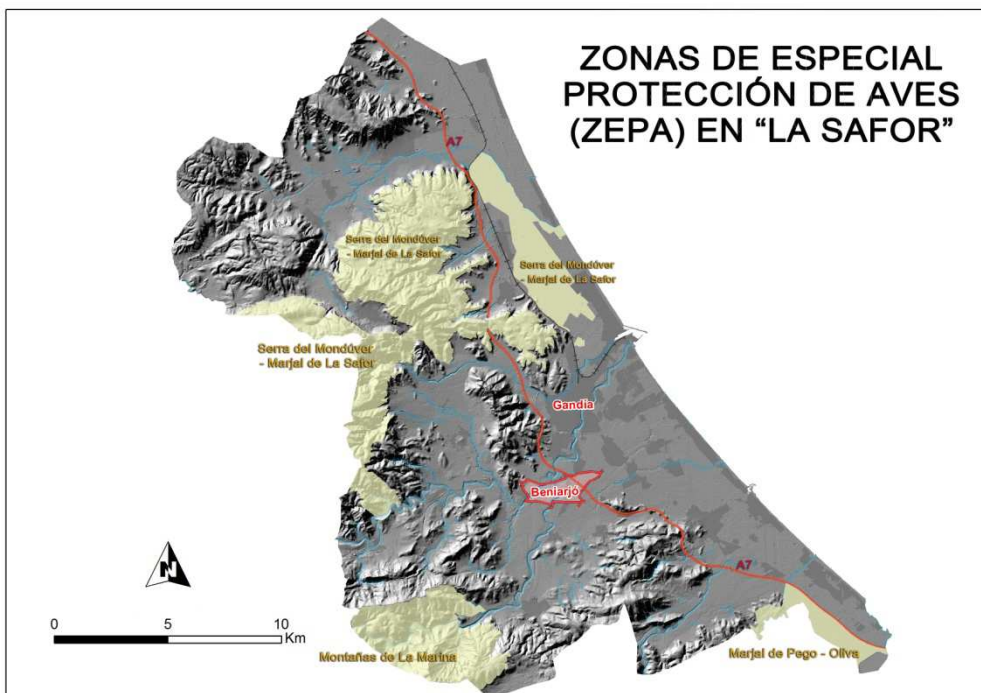 ZONAS DE ESPECIAL
PROTECCIÓN DE AVES
(ZEPA) EN “LA SAFOR”
A7
Serra del Mondúver
- Marjal de La Safor
Serra del Mondúver
- Marjal de La Safor
Serra del Mondúver
- Marjal de La Safor
Gandia
Beniarjó
A7
N
0 5 10
Km
Montañas de La Marina
Marjal de Pego - Oliva